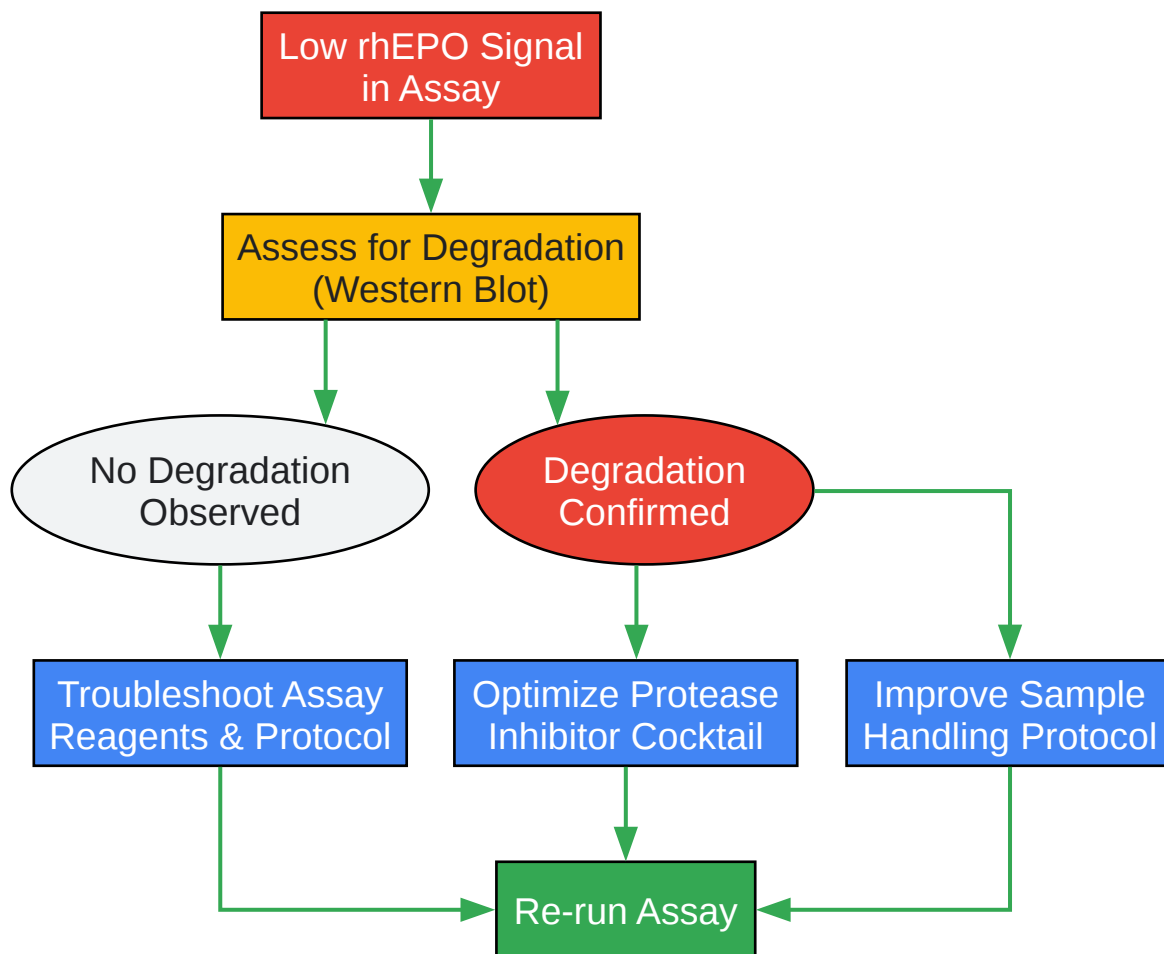 Low rhEPO Signal
in Assay
Assess for Degradation
(Western Blot)
No Degradation
Observed
Degradation
Confirmed
Troubleshoot Assay
Reagents & Protocol
Optimize Protease
Inhibitor Cocktail
Improve Sample
Handling Protocol
Re-run Assay